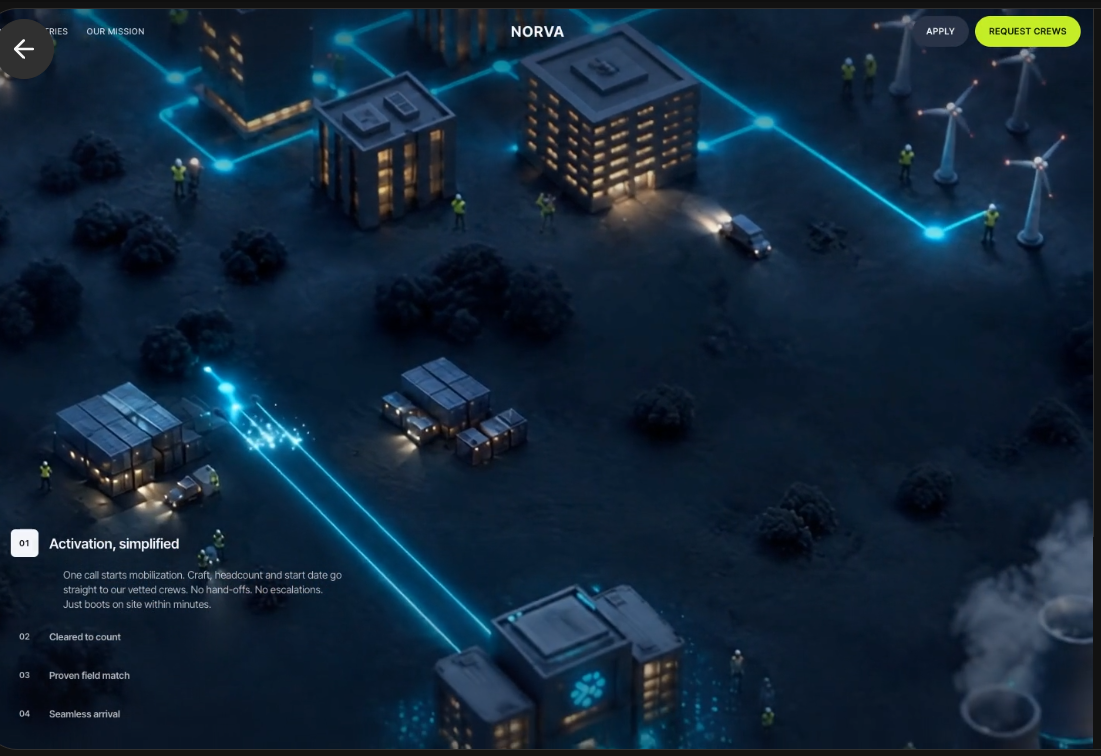 RIES
OUR MISSION
NORVA
APPLY
REQUEST CREWS
01
Activation, simplified
One call starts mobilization. Craft, headcount and start date go
straight to our vetted crews. No hand-offs. No escalations.
Just boots on site within minutes.
02
Cleared to count
03
Proven field match
04
Seamless arrival